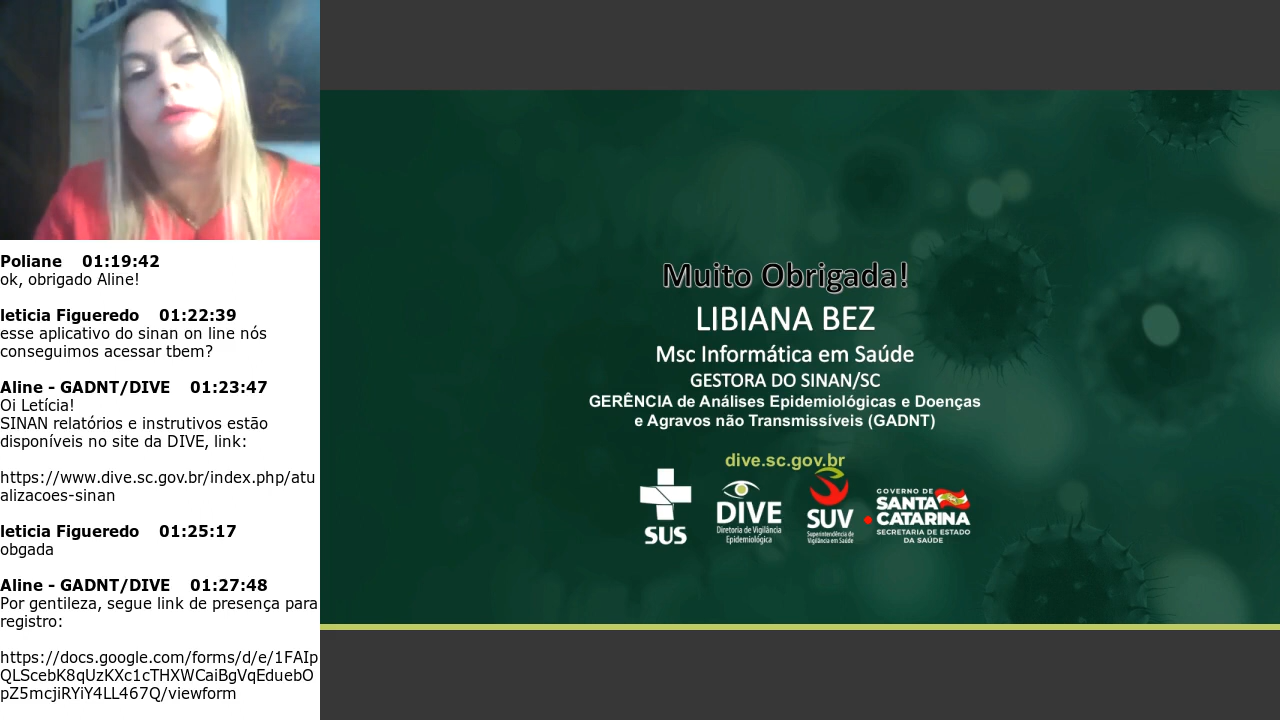 Poliane 01:19:42
ok, obrigado Aline!
leticia Figueredo 01:22:39
esse aplicativo do sinan on line nós
conseguimos acessar tbem?
Aline - GADNT/DIVE 01:23:47
Oi Letícia!
SINAN relatórios e instrutivos estão
disponíveis no site da DIVE, link:
https://www.dive.sc.gov.br/index.php/atu
alizacoes-sinan
leticia Figueredo 01:25:17
obgada
Aline - GADNT/DIVE 01:27:48
Por gentileza, segue link de presença para
registro:
https://docs.google.com/forms/d/e/1FAIp
QLScebK8qUzKXc1cTHXWCaiBgVqEduebO
pZ5mcjiRYiY4LL467Q/viewform
Muito Obrigada!
LIBIANA BEZ
Msc Informática em Saúde
GESTORA DO SINAN/SC
GERÊNCIA de Análises Epidemiológicas e Doenças
e Agravos não Transmissíveis (GADNT)
dive.sc.gov.br
SUS
DIVE
Diretoria de Vigilância
Epidemiológica
SUV
Superintendência de
Vigilância em Saúde
GOVERNO DE
SANTA
CATARINA
SECRETARIA DE ESTADO
DA SAÚDE